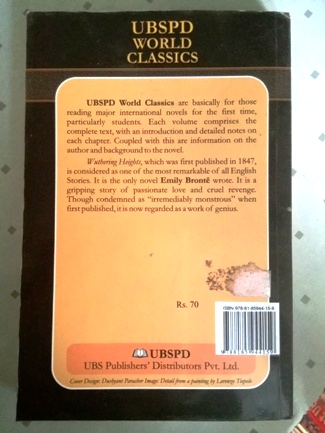 UBSPD
WORLD
CLASSICS
UBSPD World Classics are basically for those
reading major international novels for the first time,
particularly students. Each volume comprises the
complete text, with an introduction and detailed notes on
each chapter. Coupled with this are information on the
author and background to the novel.
Wuthering Heights, which was first published in 1847,
is considered as one of the most remarkable of all English
Stories. It is the only novel Emily Brontë wrote. It is a
gripping story of passionate love and cruel revenge.
Though condemned as "irremediably monstrous" when
first published, it is now regarded as a work of genius.
Rs. 70
UBSPD
UBS Publishers' Distributors Pvt. Ltd.
Cover Design: Dushyant Parasher Image: Detail from a painting by Lorenzo Tiepolo